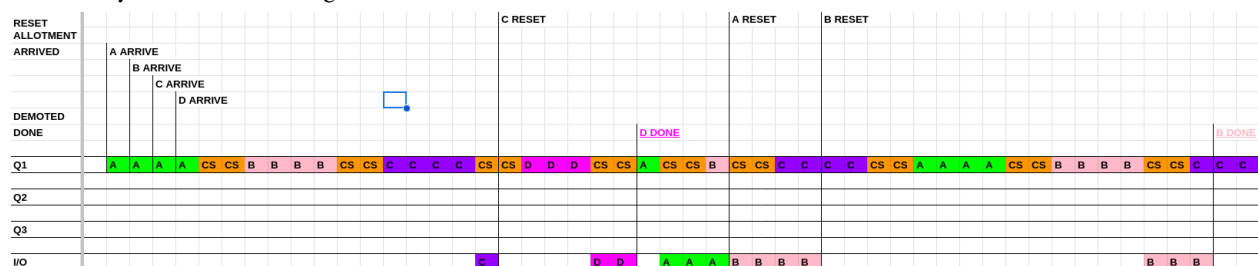 C RESET A RESET B RESET
RESET
ALLOTMENT
ARRIVED A ARRIVE
B ARRIVE
C ARRIVE
D ARRIVE
DEMOTED
DONE D DONE B DONE
Q1 A A A A CS CS B B B B CS CS C C C C CS CS D D D CS CS A CS CS B CS CS C C C C CS CS A A A A CS CS B B B B CS CS C C C
Q2
Q3
I/O C D D A A A B B B B B B B